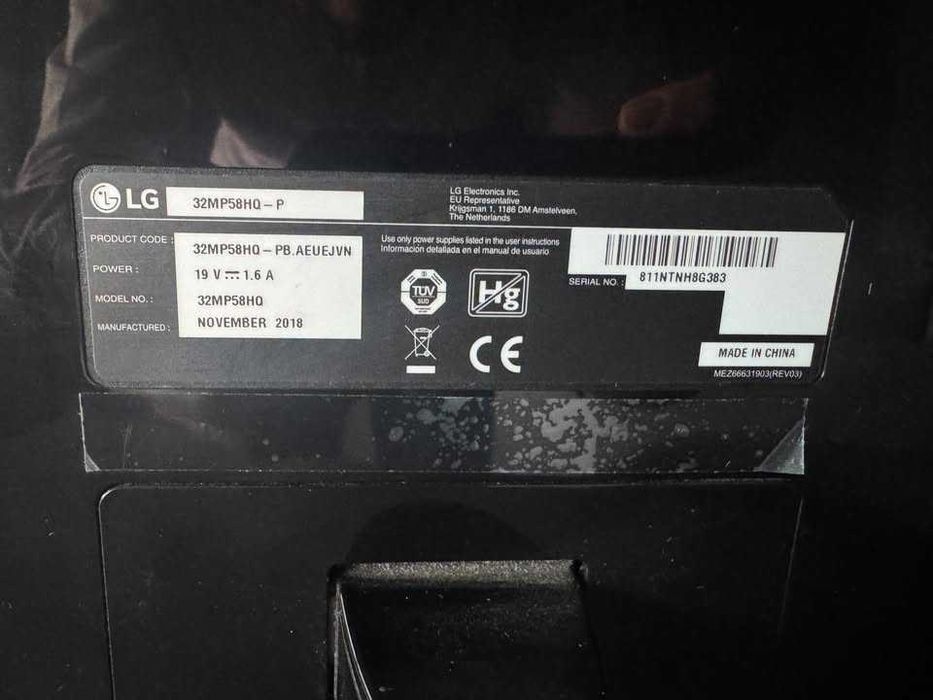 LG 32MP58HQ-P
LG Electronics Inc.
EU Representative
Krijgsman 1, 1186 DM Amstelveen,
The Netherlands
PRODUCT CODE : 32MP58HQ-PB.AEUEJVN
POWER : 19 V 1.6 A
MODEL NO. : 32MP58HQ
MANUFACTURED : NOVEMBER 2018
Use only power supplies listed in the user instructions
Información detallada en el manual de usuario
TÜV
SÜD
Hg
CE
SERIAL NO. : 811NTNH8G383
MADE IN CHINA
MEZ66631903(REV03)